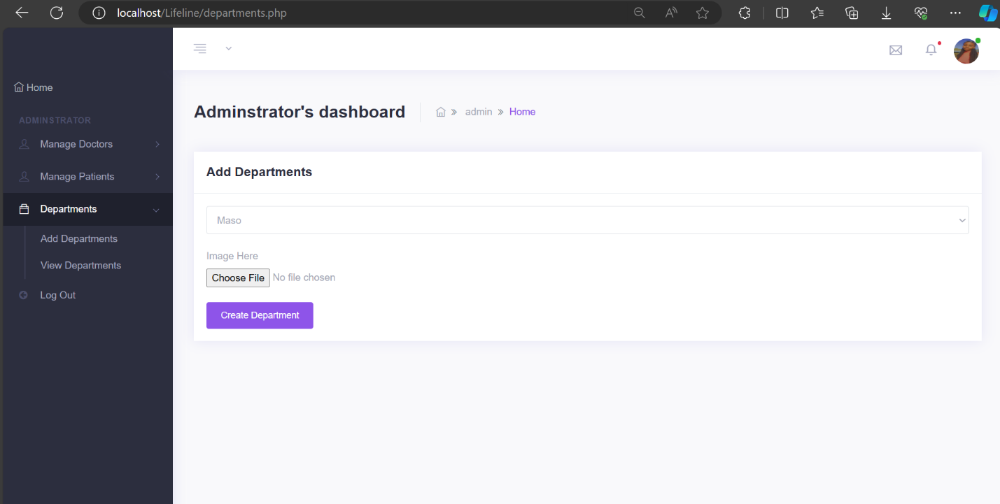 localhost/Lifeline/departments.php
Home
ADMINSTRATOR
Manage Doctors
Manage Patients
Departments
Add Departments
View Departments
Log Out
Adminstrator's dashboard
admin
Home
Add Departments
Maso
Image Here
Choose File No file chosen
Create Department